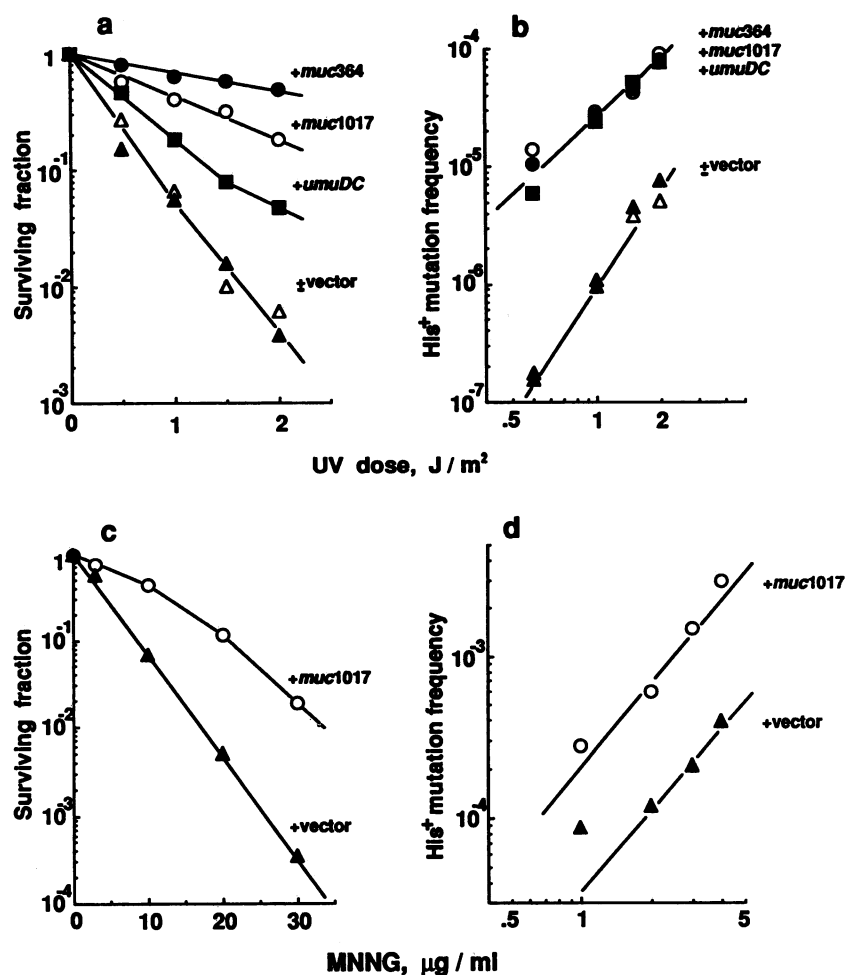 a
Surviving fraction
1
10-1
10-2
10-3
0
1
2
+muc364
+muc1017
+umuDC
±vector
b
His+ mutation frequency
10-4
10-5
10-6
10-7
.5
1
2
+muc364
+muc1017
+umuDC
±vector
UV dose, J / m2
c
Surviving fraction
1
10-1
10-2
10-3
10-4
0
10
20
30
+muc1017
+vector
d
His+ mutation frequency
10-3
10-4
.5
1
5
+muc1017
+vector
MNNG, µg / ml